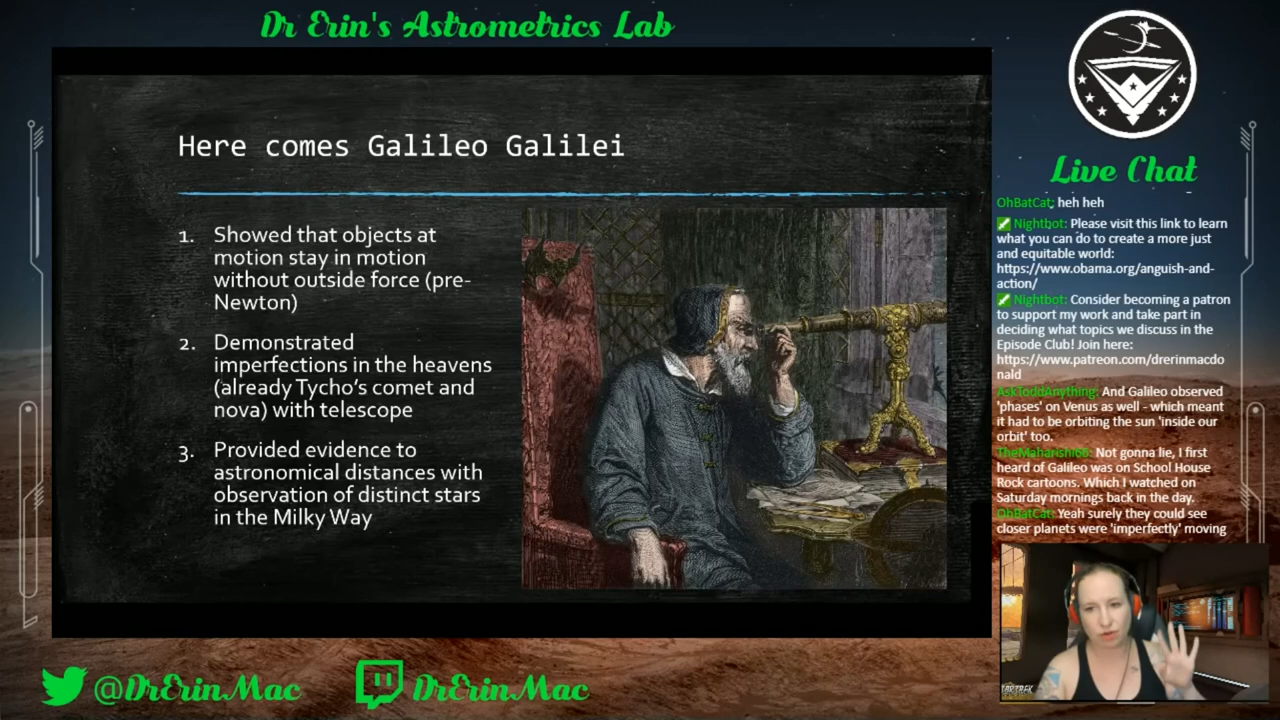 Dr Erin's Astrometrics Lab
Here comes Galileo Galilei
1. Showed that objects at
motion stay in motion
without outside force (pre-
Newton)
2. Demonstrated
imperfections in the heavens
(already Tycho's comet and
nova) with telescope
3. Provided evidence to
astronomical distances with
observation of distinct stars
in the Milky Way
Live Chat
OhBatCat: heh heh
Nightbot: Please visit this link to learn
what you can do to create a more just
and equitable world:
https://www.obama.org/anguish-and-
action/
Nightbot: Consider becoming a patron
to support my work and take part in
deciding what topics we discuss in the
Episode Club! Join here:
https://www.patreon.com/drerinmacdo
nald
AskToddAnything: And Galileo observed
'phases' on Venus as well - which meant
it had to be orbiting the sun 'inside our
orbit' too.
TheMaharishi66: Not gonna lie, I first
heard of Galileo was on School House
Rock cartoons. Which I watched on
Saturday mornings back in the day.
OhBatCat: Yeah surely they could see
closer planets were 'imperfectly' moving
@DrErinMac
DrErinMac